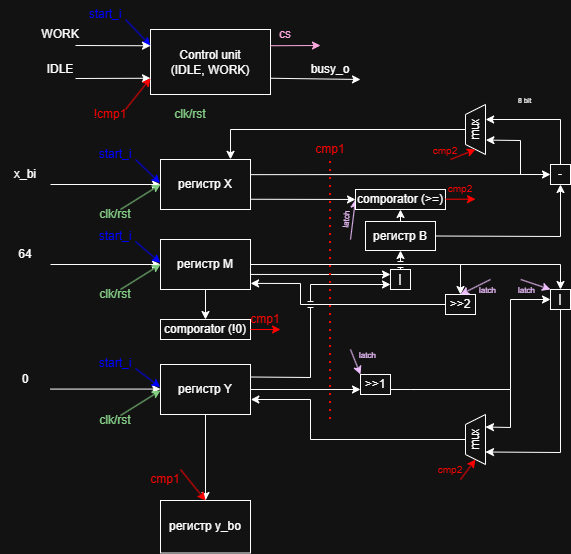 start_i
WORK
cs
Control unit
(IDLE, WORK)
IDLE
busy_o
!cmp1
clk/rst
8 bit
mux
start_i
cmp1
cmp2
x_bi
регистр X
-
comporator (>=)
cmp2
clk/rst
latch
start_i
регистр B
64
регистр M
|
latch
latch
clk/rst
>>2
|
comporator (!0)
cmp1
latch
start_i
0
регистр Y
>>1
clk/rst
mux
cmp2
cmp1
регистр y_bo